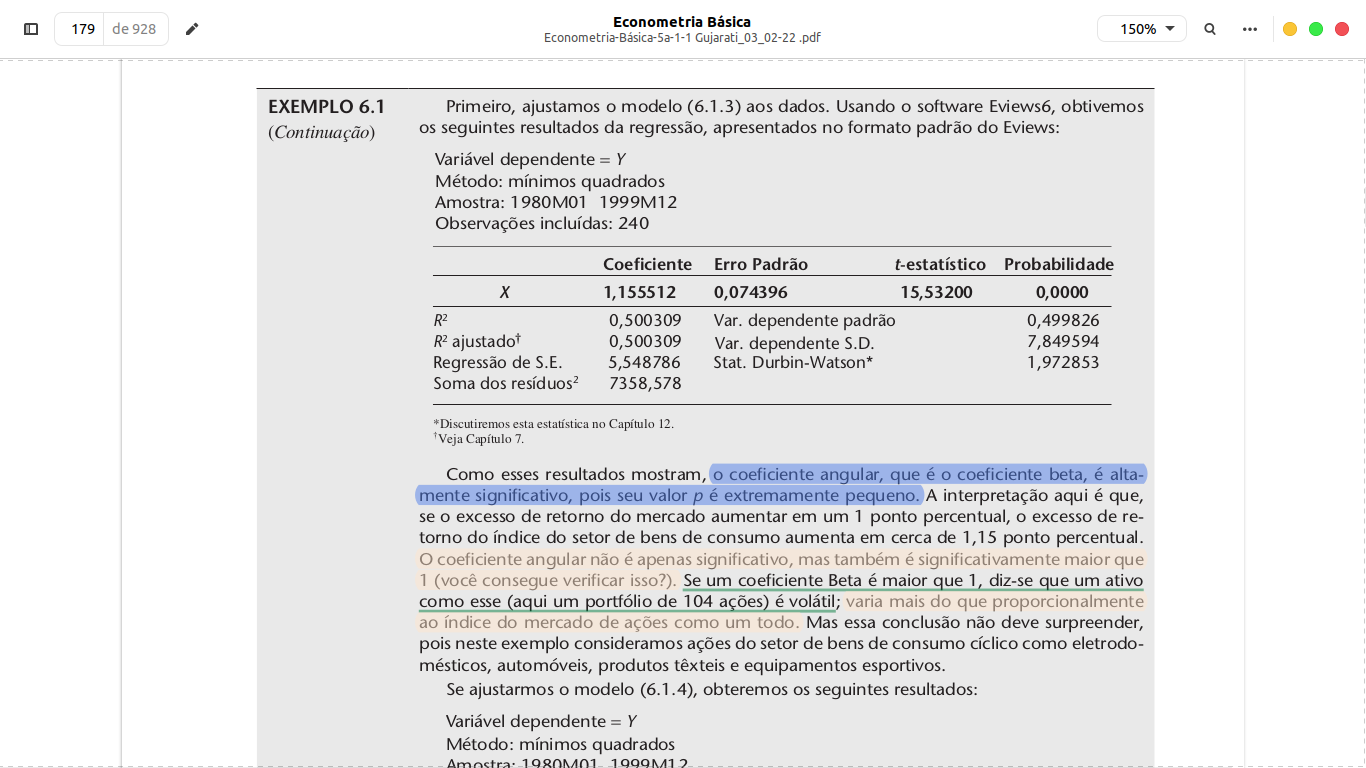 179 de 928
Econometria Básica
Econometria-Básica-5a-1-1 Gujarati_03_02-22 .pdf
150%
EXEMPLO 6.1
(Continuação)
Primeiro, ajustamos o modelo (6.1.3) aos dados. Usando o software Eviews6, obtivemos
os seguintes resultados da regressão, apresentados no formato padrão do Eviews:
Variável dependente = Y
Método: mínimos quadrados
Amostra: 1980M01 1999M12
Observações incluídas: 240
Coeficiente Erro Padrão t-estatístico Probabilidade
X 1,155512 0,074396 15,53200 0,0000
R² 0,500309 Var. dependente padrão 0,499826
R² ajustado† 0,500309 Var. dependente S.D. 7,849594
Regressão de S.E. 5,548786 Stat. Durbin-Watson* 1,972853
Soma dos resíduos² 7358,578
*Discutiremos esta estatística no Capítulo 12.
†Veja Capítulo 7.
Como esses resultados mostram, o coeficiente angular, que é o coeficiente beta, é alta-
mente significativo, pois seu valor p é extremamente pequeno. A interpretação aqui é que,
se o excesso de retorno do mercado aumentar em um 1 ponto percentual, o excesso de re-
torno do índice do setor de bens de consumo aumenta em cerca de 1,15 ponto percentual.
O coeficiente angular não é apenas significativo, mas também é significativamente maior que
1 (você consegue verificar isso?). Se um coeficiente Beta é maior que 1, diz-se que um ativo
como esse (aqui um portfólio de 104 ações) é volátil; varia mais do que proporcionalmente
ao índice do mercado de ações como um todo. Mas essa conclusão não deve surpreender,
pois neste exemplo consideramos ações do setor de bens de consumo cíclico como eletrodo-
mésticos, automóveis, produtos têxteis e equipamentos esportivos.
Se ajustarmos o modelo (6.1.4), obteremos os seguintes resultados:
Variável dependente = Y
Método: mínimos quadrados
Amostra: 1980M01 1999M12